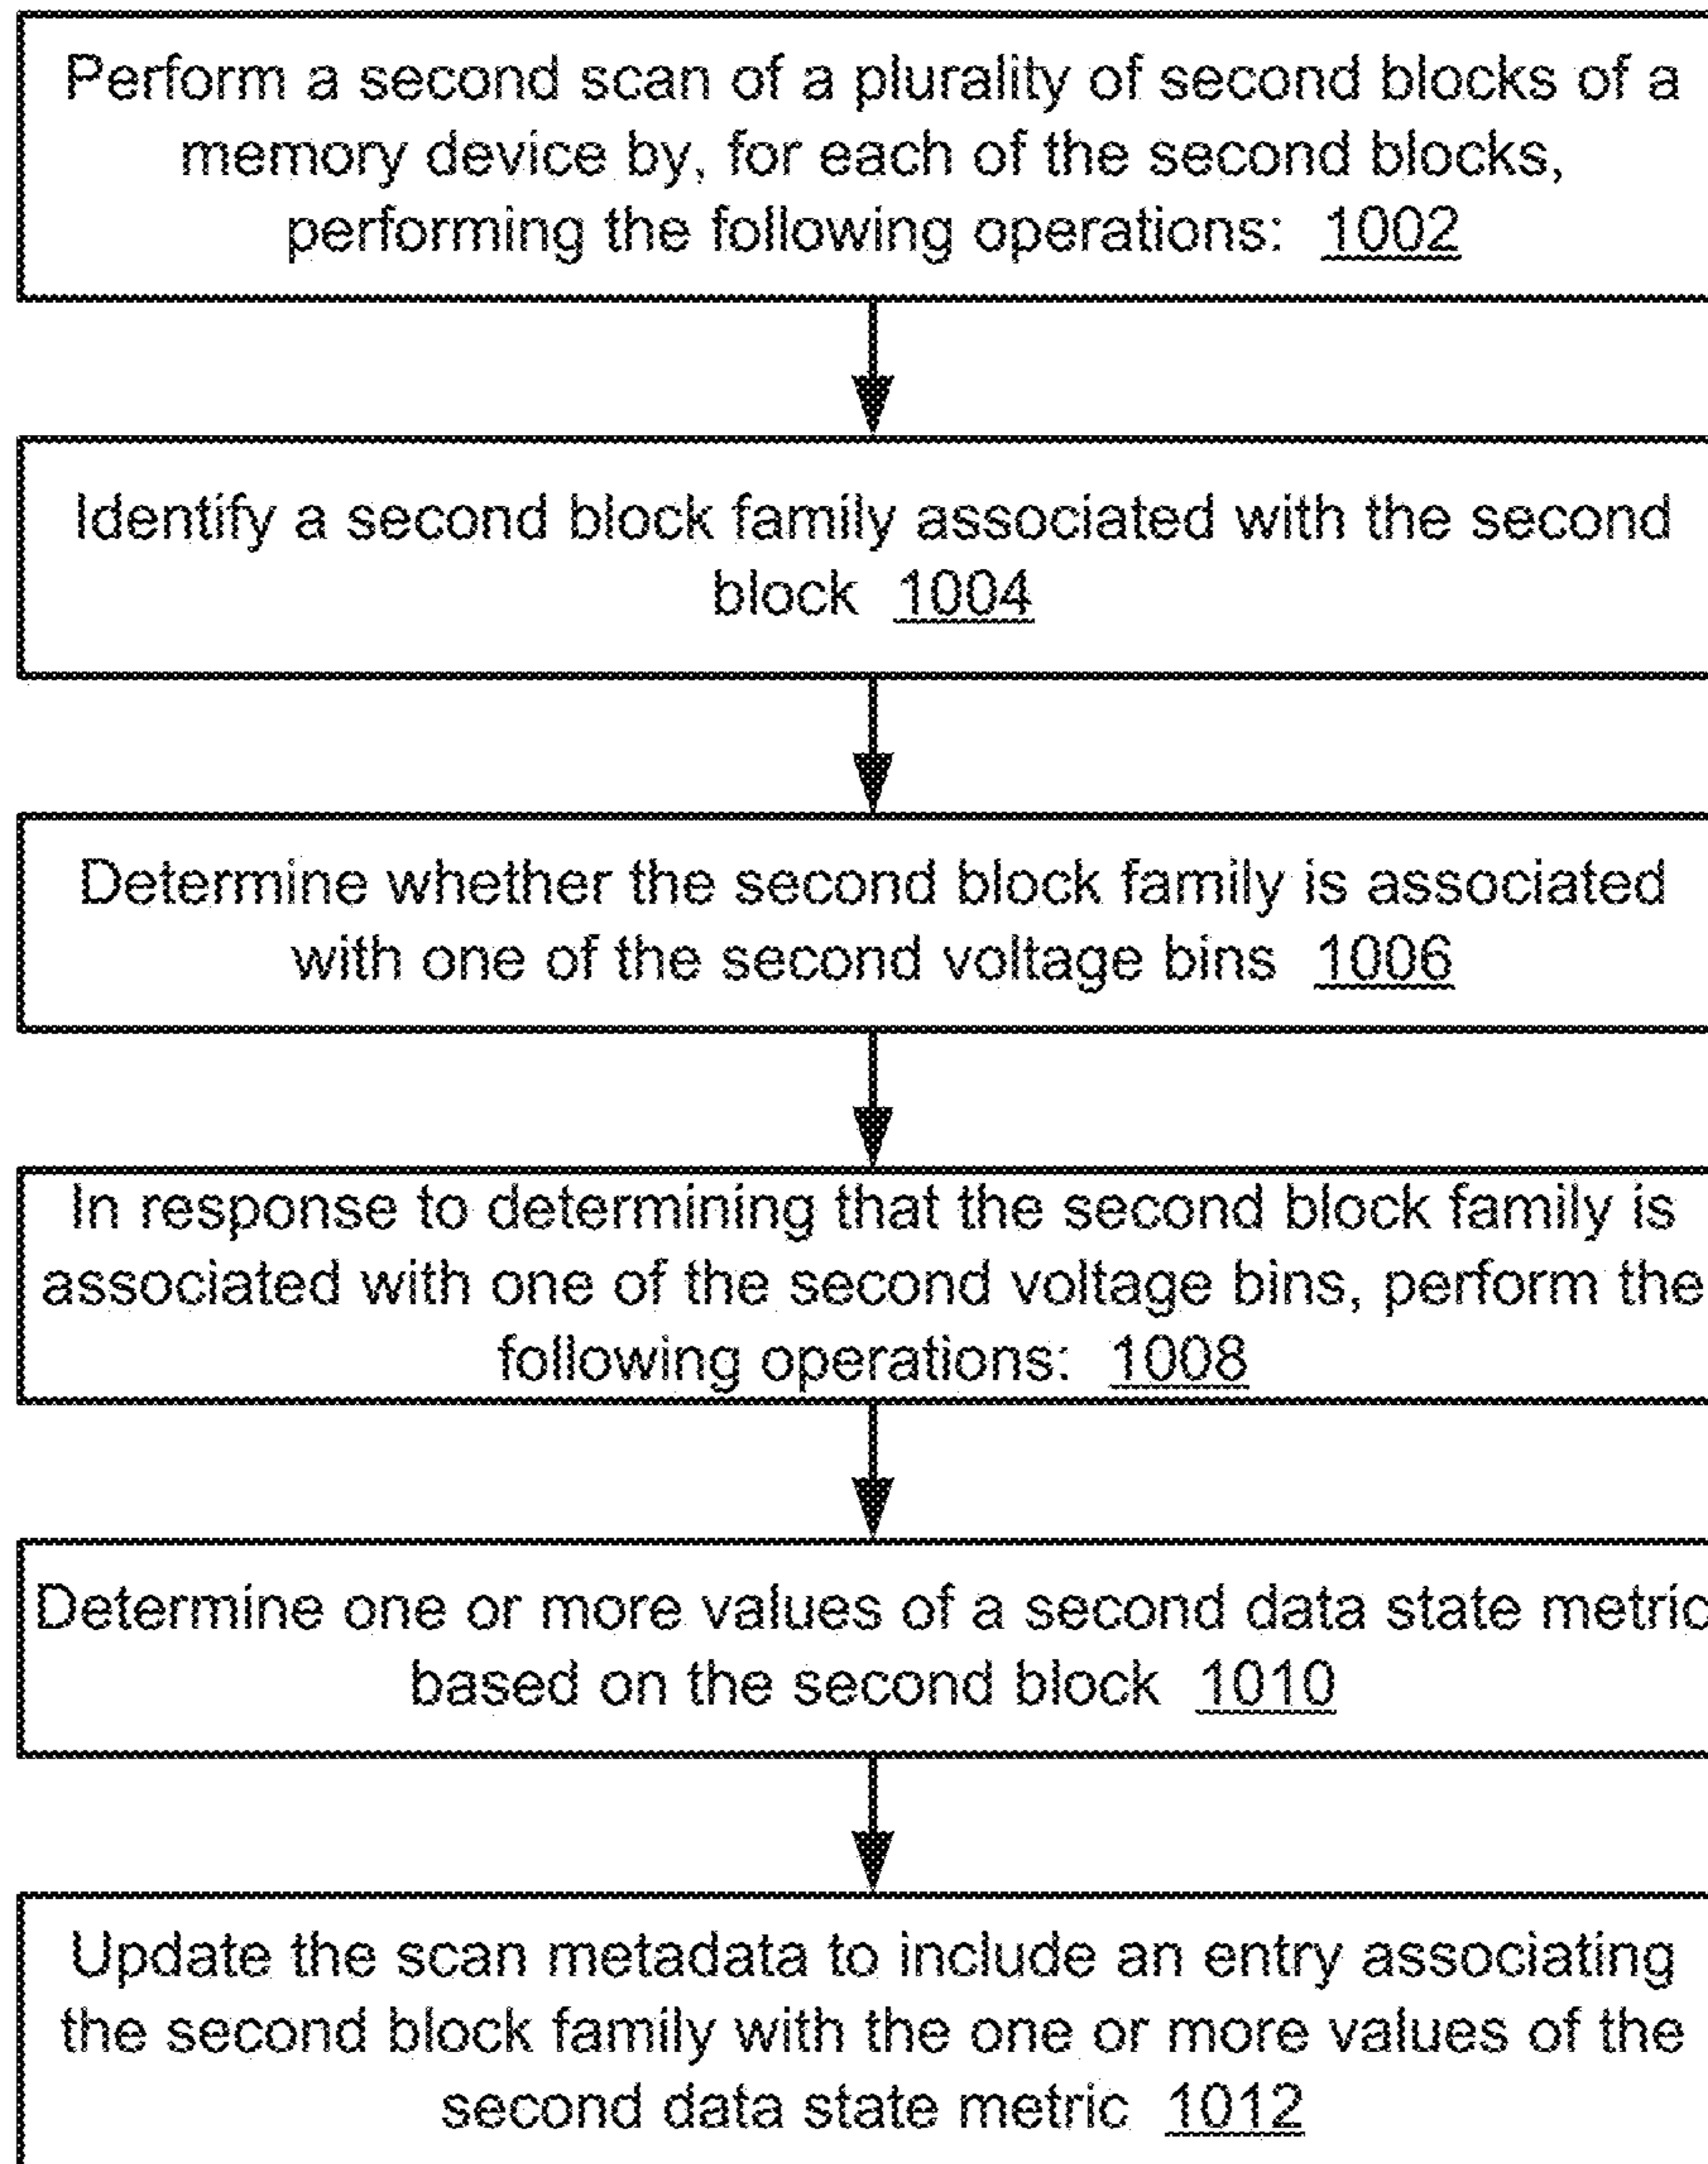 Perform a second scan of a plurality of second blocks of a
memory device by, for each of the second blocks,
performing the following operations: 1002
Identify a second block family associated with the second
block 1004
Determine whether the second block family is associated
with one of the second voltage bins 1006
In response to determining that the second block family is
associated with one of the second voltage bins, perform the
following operations: 1008
Determine one or more values of a second data state metric
based on the second block 1010
Update the scan metadata to include an entry associating
the second block family with the one or more values of the
second data state metric 1012